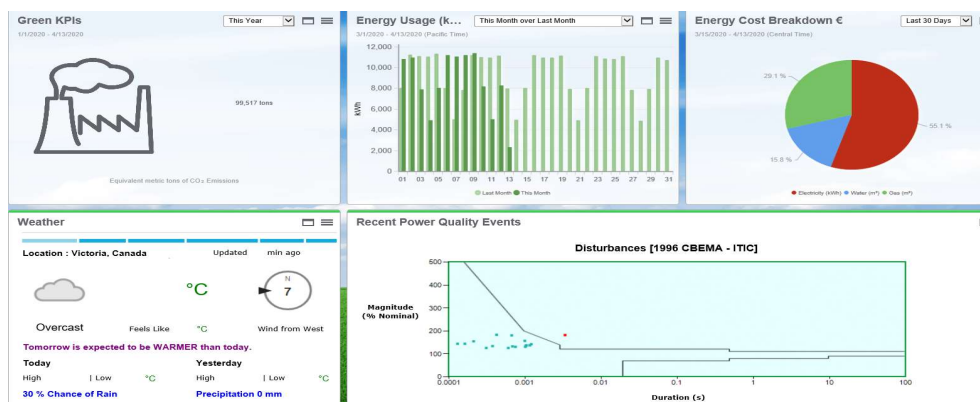 Green KPIs
This Year
1/1/2020 - 4/13/2020
99,517 tons
Equivalent metric tons of CO₂ Emissions
Energy Usage (k...
This Month over Last Month
3/1/2020 - 4/13/2020 (Pacific Time)
12,000
10,000
8,000
6,000
4,000
2,000
0
kWh
01 03 05 07 09 11 13 15 17 19 21 23 25 27 29 31
Last Month This Month
Energy Cost Breakdown €
Last 30 Days
3/15/2020 - 4/13/2020 (Central Time)
29.1 %
55.1%
15.8 %
Electricity (kWh) Water (m³) Gas (m³)
Weather
Location : Victoria, Canada Updated min ago
°C
N
7
Overcast Feels Like °C Wind from West
Tomorrow is expected to be WARMER than today.
Today Yesterday
High | Low °C High | Low °C
30 % Chance of Rain Precipitation 0 mm
Recent Power Quality Events
Disturbances [1996 CBEMA - ITIC]
Magnitude
(% Nominal)
500
400
300
200
100
0
0.0001 0.001 0.01 0.1 1 10 100
Duration (s)